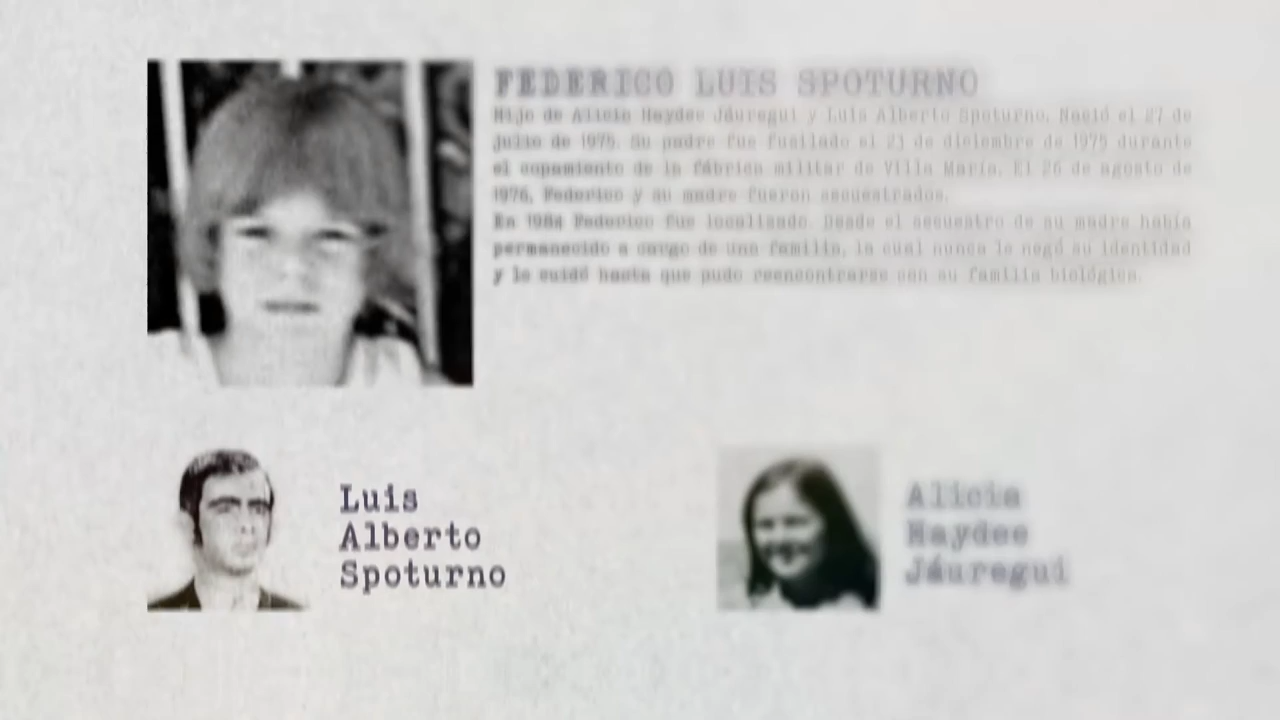 FEDERICO LUIS SPOTURNO
Hijo de Alicia Haydee Jáuregui y Luis Alberto Spoturno. Nació el 27 de
julio de 1975. Su padre fue fusilado el 23 de diciembre de 1975 durante
el copamiento de la fábrica militar de Villa María. El 26 de agosto de
1976, Federico y su madre fueron secuestrados.
En 1984 Federico fue localizado. Desde el secuestro de su madre había
permanecido a cargo de una familia, la cual nunca le negó su identidad
y lo cuidó hasta que pudo reencontrarse con su familia biológica.
Luis
Alberto
Spoturno
Alicia
Haydee
Jáuregui